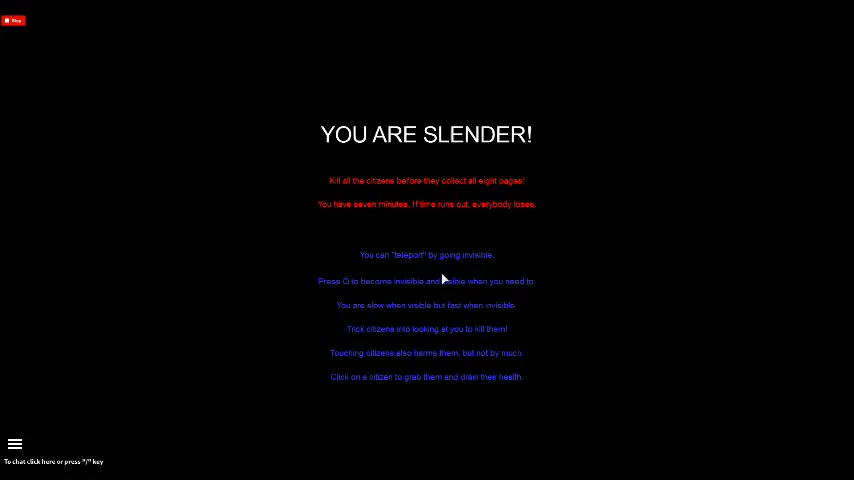 Stop
YOU ARE SLENDER!
Kill all the citizens before they collect all eight pages!
You have seven minutes. If time runs out, everybody loses.
You can "teleport" by going invisible.
Press Q to become invisible and visible when you need to.
You are slow when visible but fast when invisible.
Trick citizens into looking at you to kill them!
Touching citizens also harms them, but not by much.
Click on a citizen to grab them and drain their health.
To chat click here or press "/" key